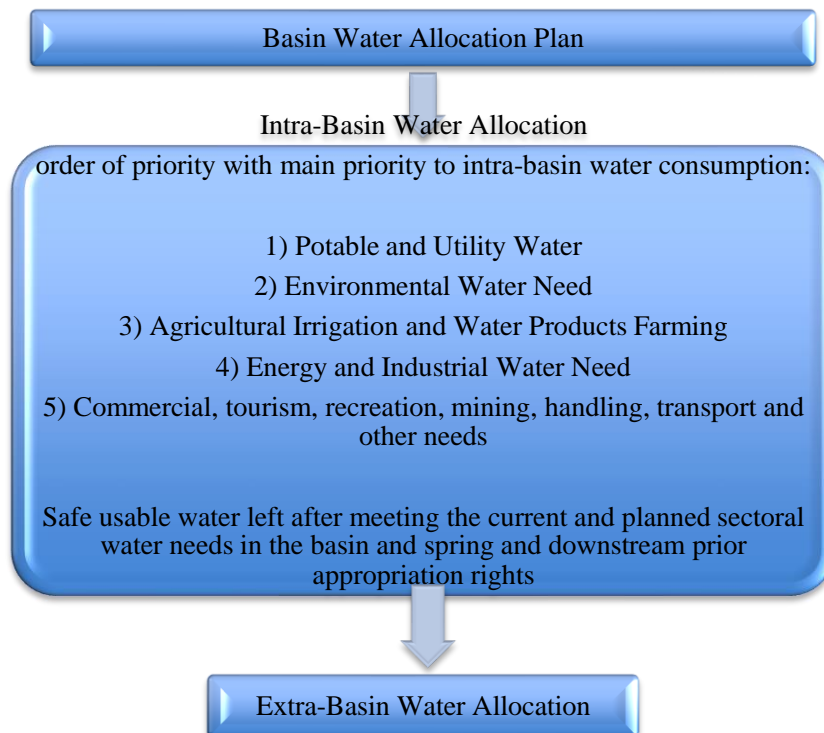 Basin Water Allocation Plan
Intra-Basin Water Allocation
order of priority with main priority to intra-basin water consumption:
1) Potable and Utility Water
2) Environmental Water Need
3) Agricultural Irrigation and Water Products Farming
4) Energy and Industrial Water Need
5) Commercial, tourism, recreation, mining, handling, transport and
other needs
Safe usable water left after meeting the current and planned sectoral
water needs in the basin and spring and downstream prior
appropriation rights
Extra-Basin Water Allocation